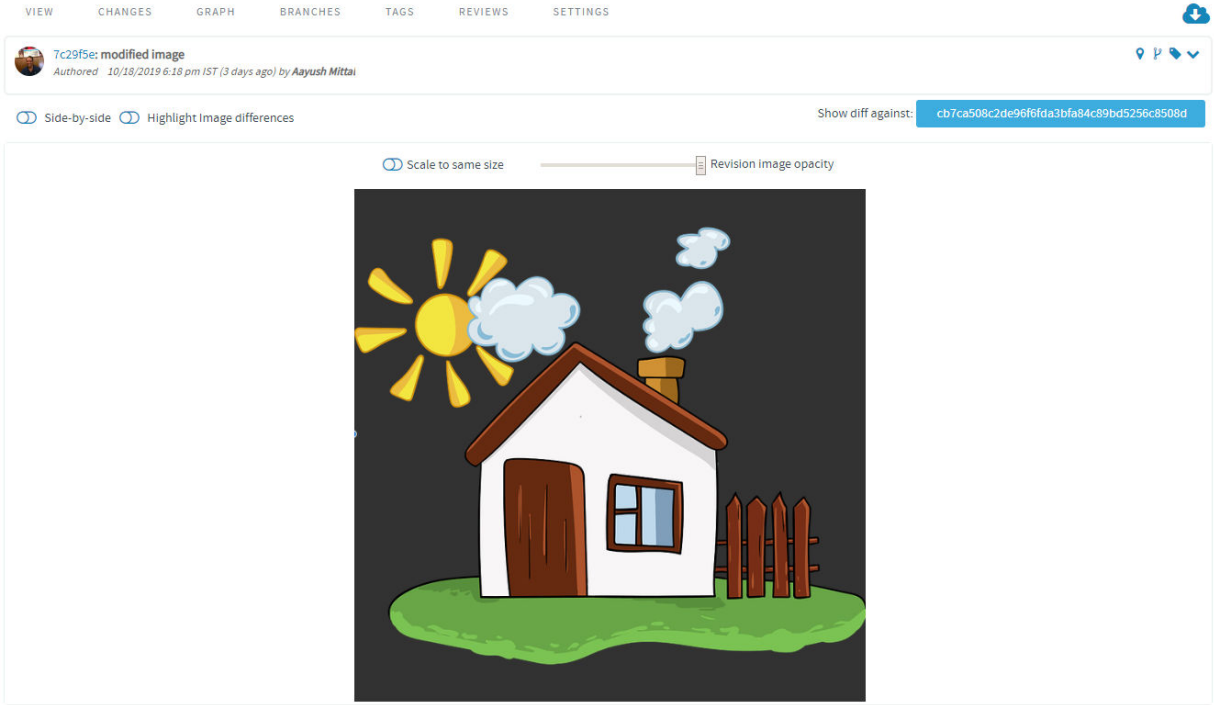 VIEW CHANGES GRAPH BRANCHES TAGS REVIEWS SETTINGS
7c29f5e: modified image
Authored 10/18/2019 6:18 pm IST (3 days ago) by Aayush Mittal
Side-by-side Highlight Image differences Show diff against: cb7ca508c2de96f6fda3bfa84c89bd5256c8508d
Scale to same size Revision image opacity